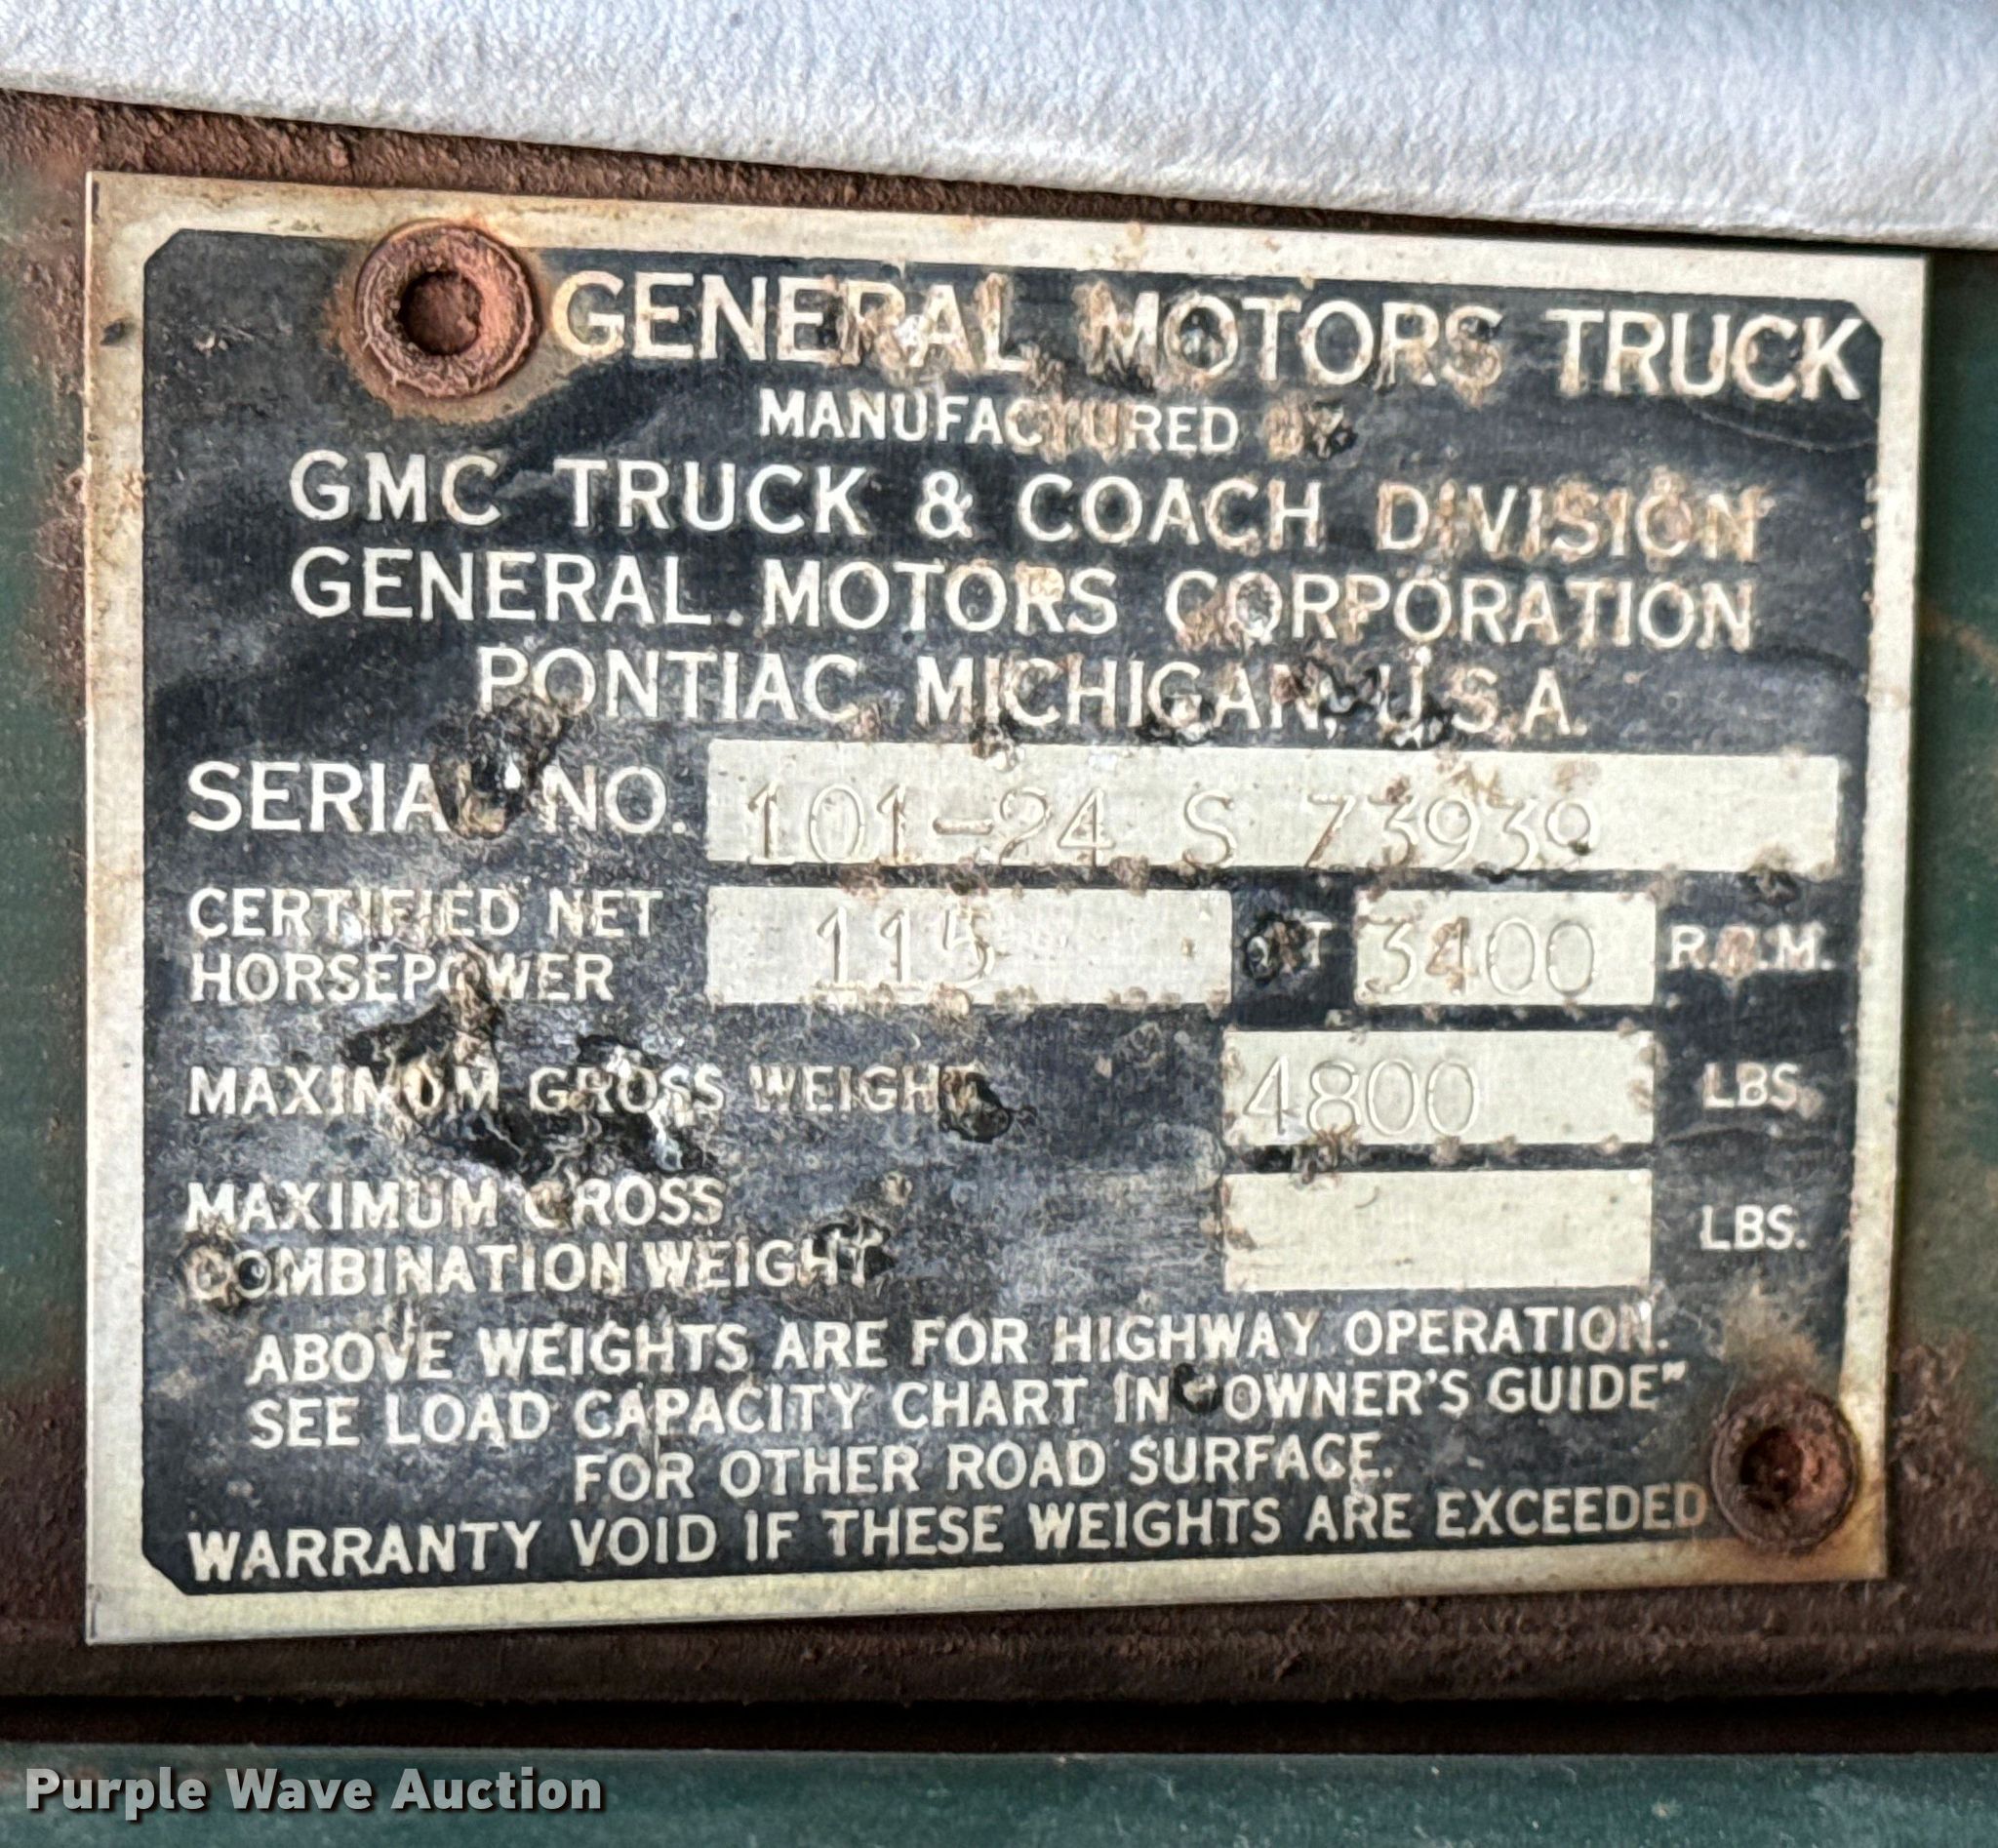 GENERAL MOTORS TRUCK
MANUFACTURED BY
GMC TRUCK & COACH DIVISION
GENERAL MOTORS CORPORATION
PONTIAC, MICHIGAN, U.S.A.
SERIAL NO. 101-24 S 73939
CERTIFIED NET HORSEPOWER 115 AT 3400 R.P.M.
MAXIMUM GROSS WEIGHT 4800 LBS.
MAXIMUM GROSS
COMBINATION WEIGHT LBS.
ABOVE WEIGHTS ARE FOR HIGHWAY OPERATION.
SEE LOAD CAPACITY CHART IN "OWNER'S GUIDE"
FOR OTHER ROAD SURFACE.
WARRANTY VOID IF THESE WEIGHTS ARE EXCEEDED
Purple Wave Auction